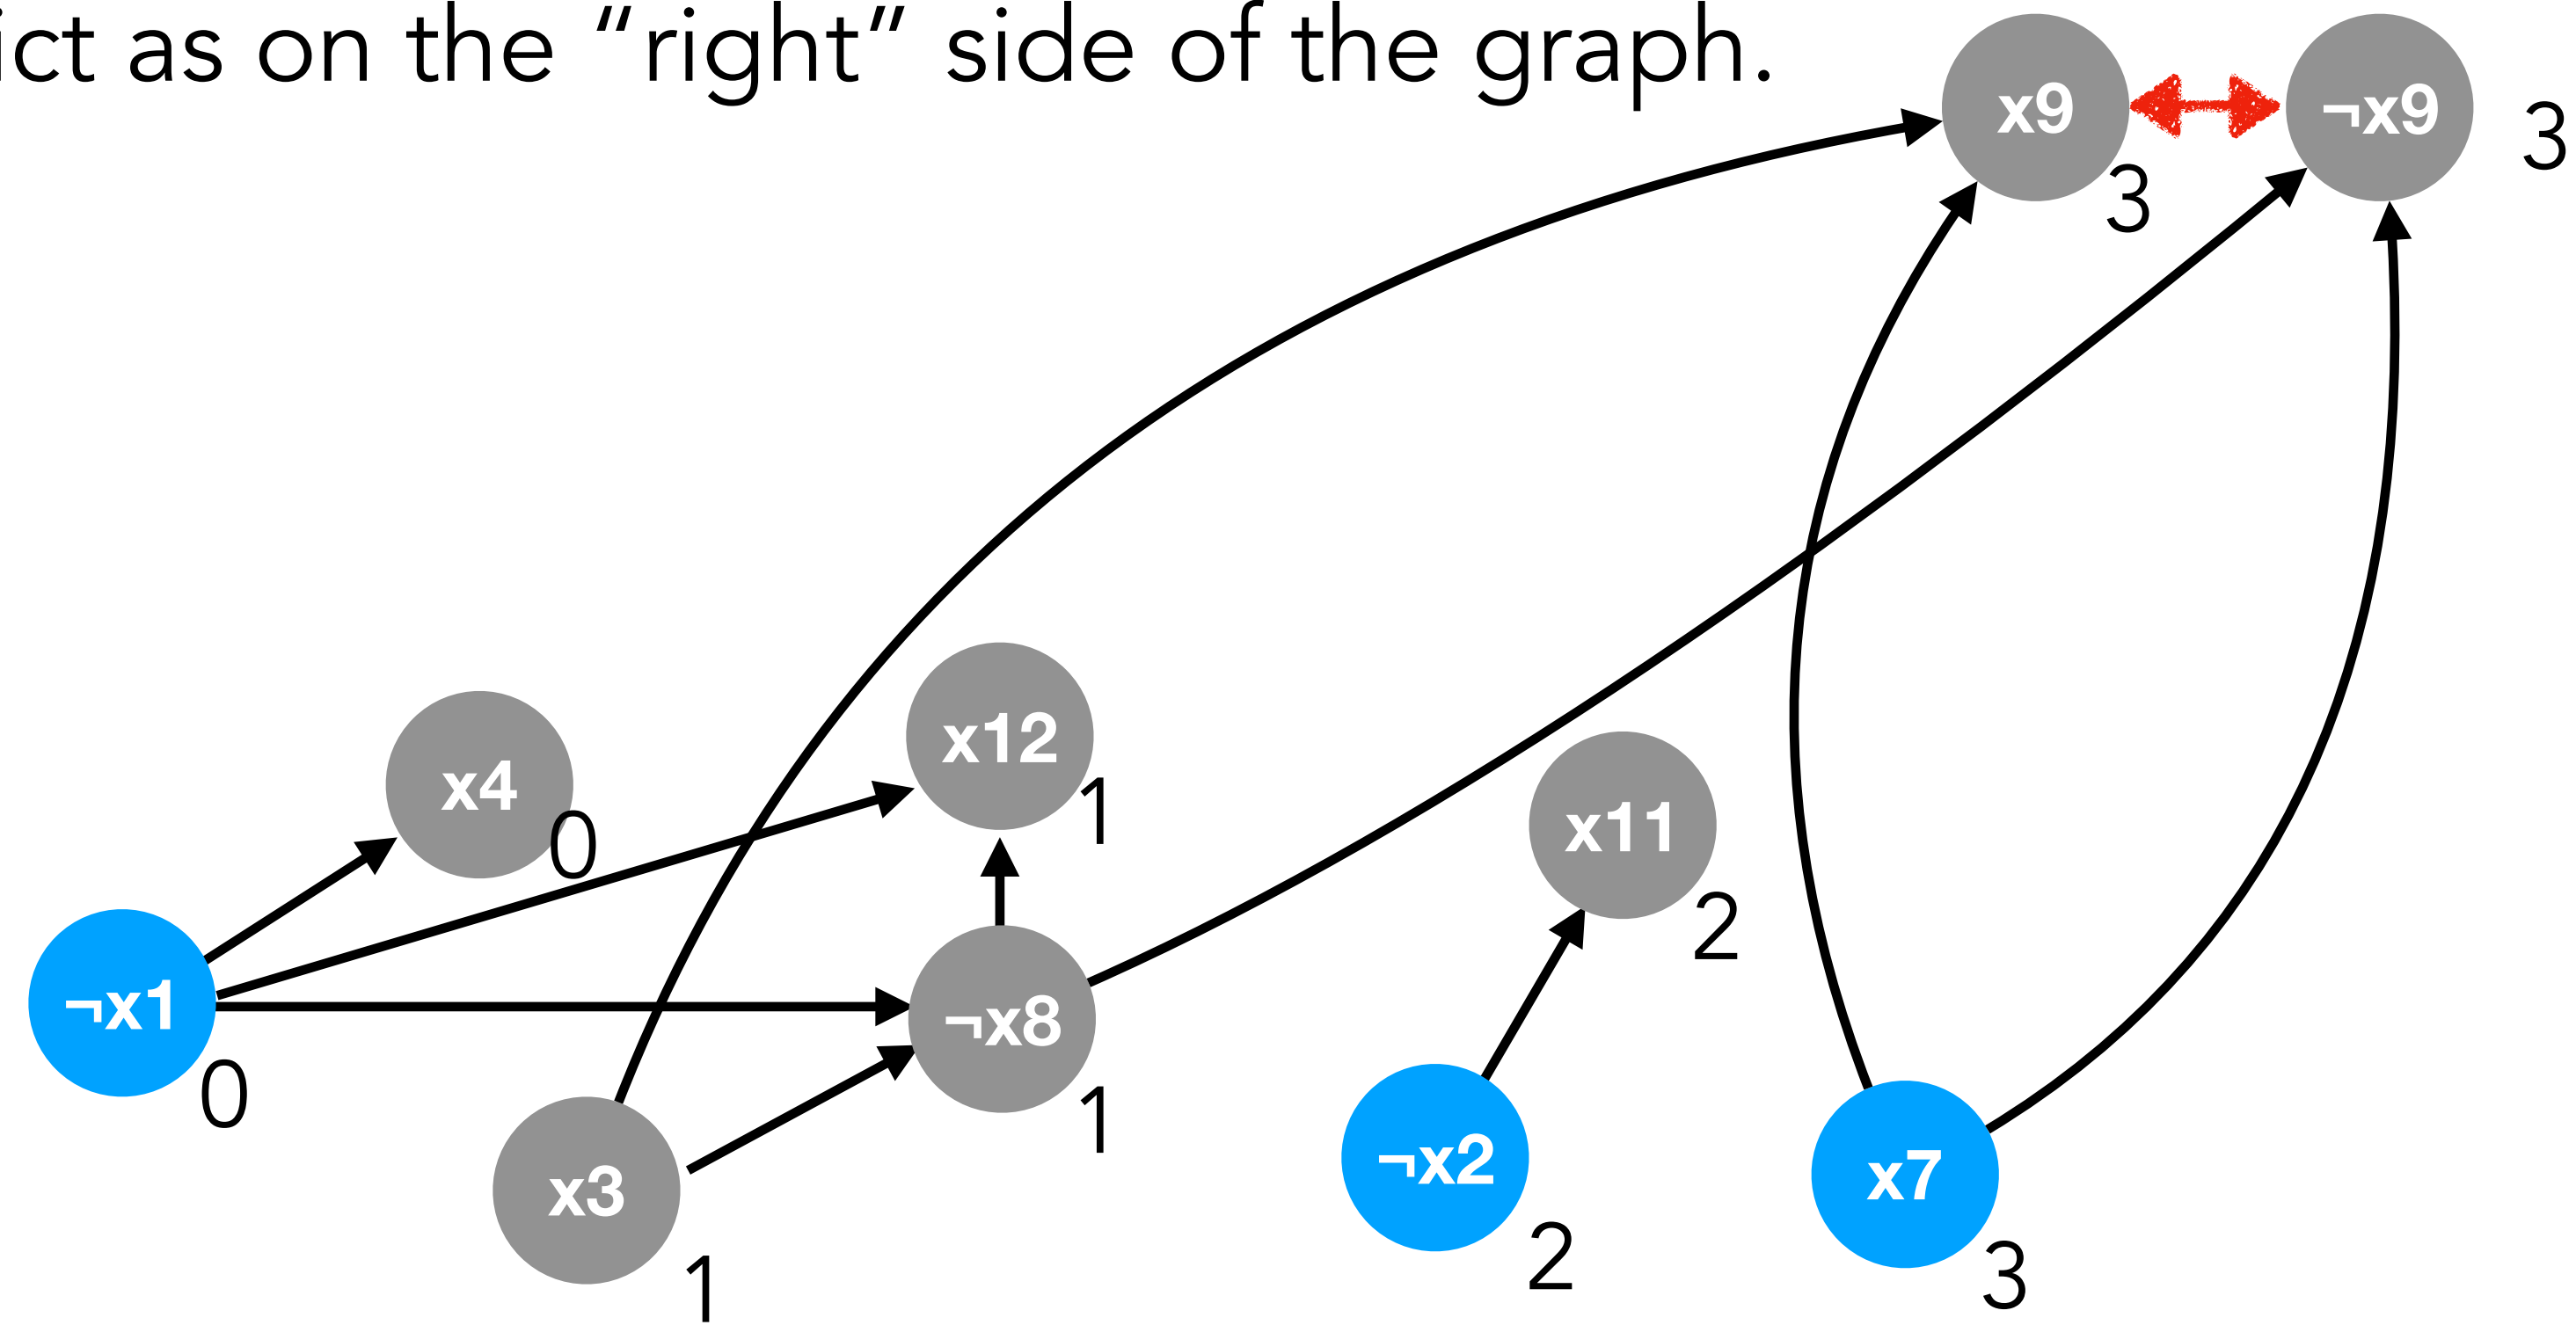 ict as on the “right” side of the graph.
x9
¬x9
3
3
x12
x4
1
x11
0
2
¬x1
¬x8
0
1
¬x2
x7
x3
2
3
1